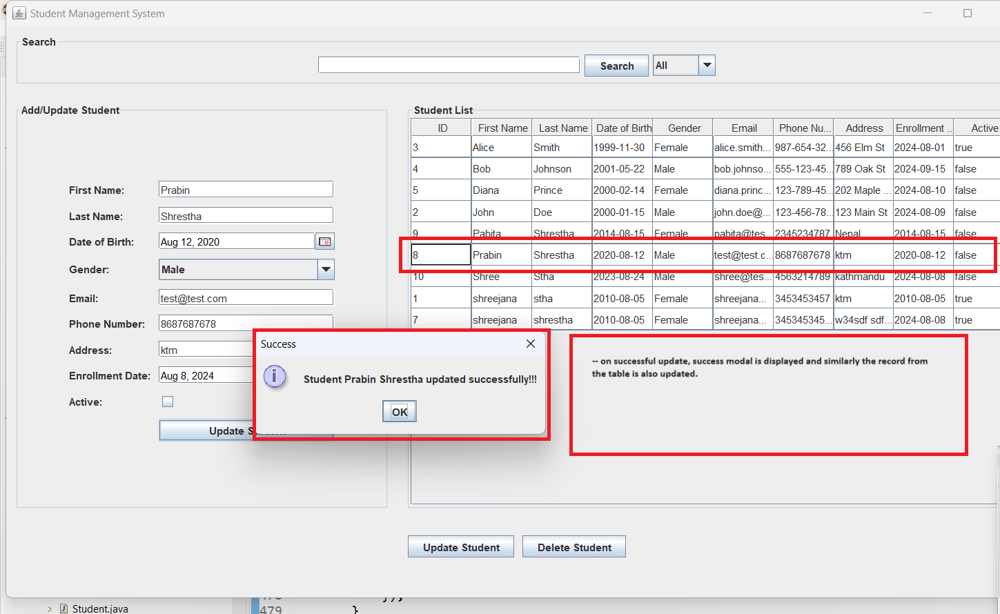 Student Management System
Search
Search All
Add/Update Student
First Name: Prabin
Last Name: Shrestha
Date of Birth: Aug 12, 2020
Gender: Male
Email: test@test.com
Phone Number: 8687687678
Address: ktm
Enrollment Date: Aug 8, 2024
Active:
Update S
Student List
ID First Name Last Name Date of Birth Gender Email Phone Nu... Address Enrollment .. Active
3 Alice Smith 1999-11-30 Female alice.smith... 987-654-32... 456 Elm St 2024-08-01 true
4 Bob Johnson 2001-05-22 Male bob.johnso... 555-123-45... 789 Oak St 2024-09-15 false
5 Diana Prince 2000-02-14 Female diana.princ... 123-789-45... 202 Maple ... 2024-08-10 false
2 John Doe 2000-01-15 Male john.doe@... 123-456-78... 123 Main St 2024-08-09 false
9 Pabita Shrestha 2014-08-15 Female pabita@tes... 2345234787 Nepal 2014-08-15 false
8 Prabin Shrestha 2020-08-12 Male test@test.c... 8687687678 ktm 2020-08-12 false
10 Shree Stha 2023-08-24 Male shree@tes... 4563214789 kathmandu 2024-08-08 false
1 shreejana stha 2010-08-05 Female shreejana... 3453453457 ktm 2010-08-05 true
7 shreejana shrestha 2010-08-05 Female shreejana... 345345345... w34sdf sdf... 2024-08-08 true
Success
Student Prabin Shrestha updated successfully!!!
OK
-- on successful update, success modal is displayed and similarly the record from
the table is also updated.
Update Student Delete Student
Student.java
479 }